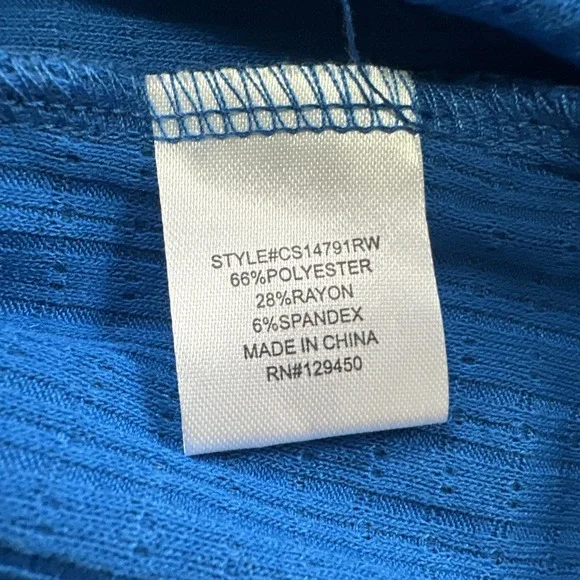 STYLE#CS14791RW
66%POLYESTER
28%RAYON
6%SPANDEX
MADE IN CHINA
RN#129450